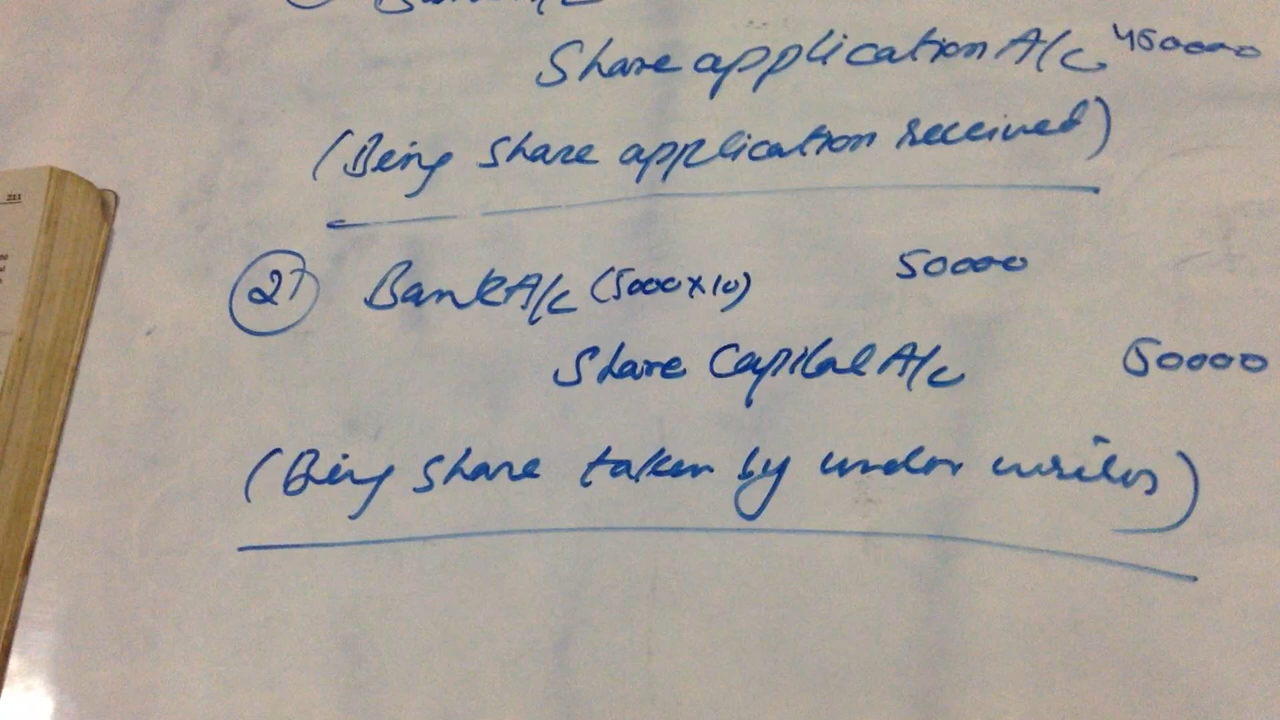 Share application A/c 450000
(Being Share application received)
2) Bank A/c (5000×10) 50000
Share Capital A/c 50000
(Being Share taken by under writers)
211